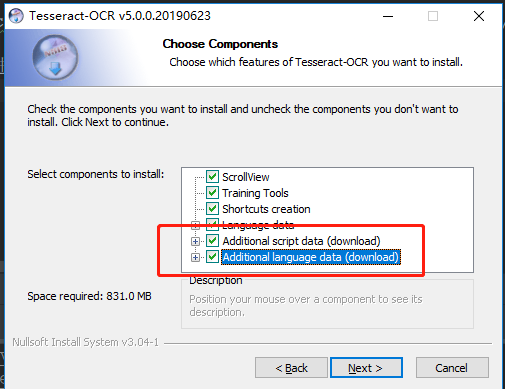 Tesseract-OCR v5.0.0.20190623
Choose Components
Choose which features of Tesseract-OCR you want to install.
Check the components you want to install and uncheck the components you don't want to
install. Click Next to continue.
Select components to install:
ScrollView
Training Tools
Shortcuts creation
Language data
Additional script data (download)
Additional language data (download)
Space required: 831.0 MB
Description
Position your mouse over a component to see its
description.
Nullsoft Install System v3.04-1
< Back
Next >
Cancel